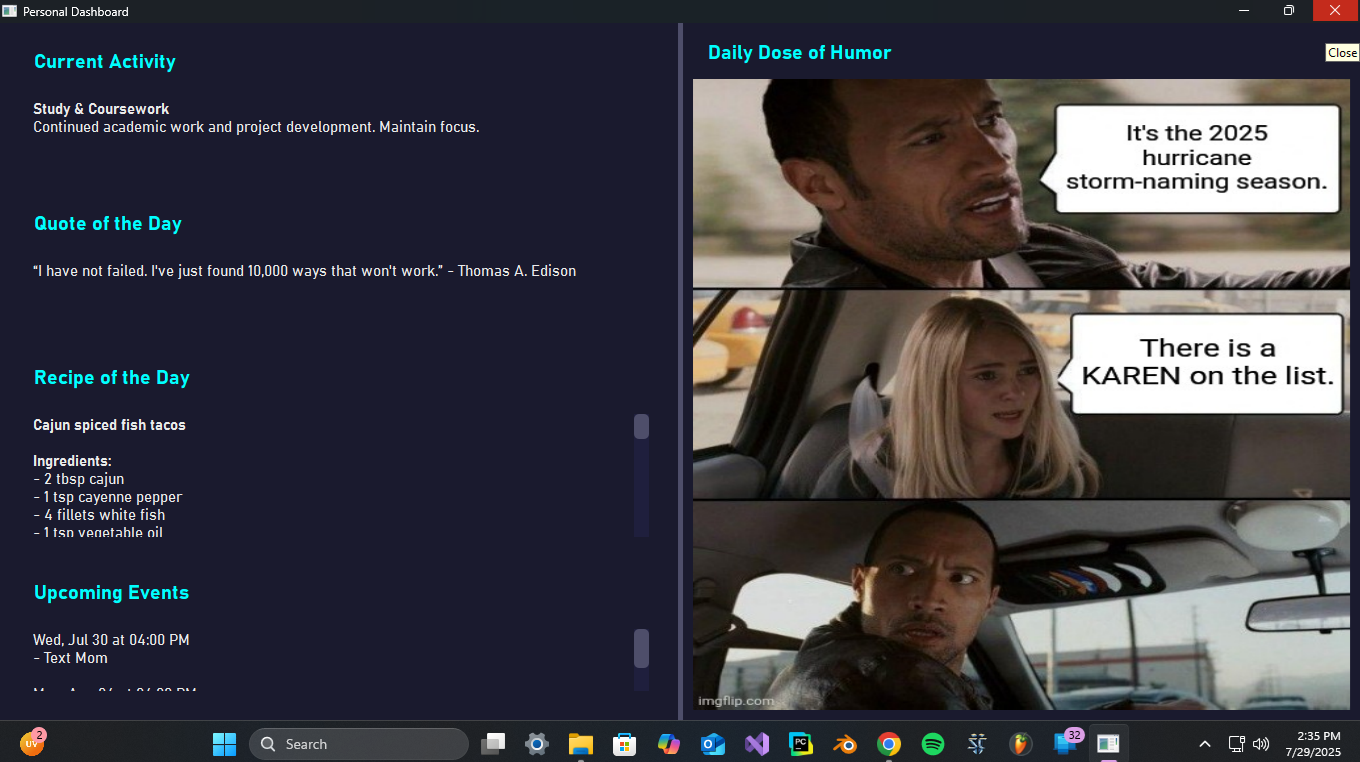 Personal Dashboard
Close
Current Activity
Study & Coursework
Continued academic work and project development. Maintain focus.
Quote of the Day
“I have not failed. I've just found 10,000 ways that won't work.” - Thomas A. Edison
Recipe of the Day
Cajun spiced fish tacos
Ingredients:
- 2 tbsp cajun
- 1 tsp cayenne pepper
- 4 fillets white fish
- 1 tsp vegetable oil
Upcoming Events
Wed, Jul 30 at 04:00 PM
- Text Mom
Daily Dose of Humor
It's the 2025
hurricane
storm-naming season.
There is a
KAREN on the list.
imgflip.com
UV
2
Search
PC
32
2:35 PM
7/29/2025